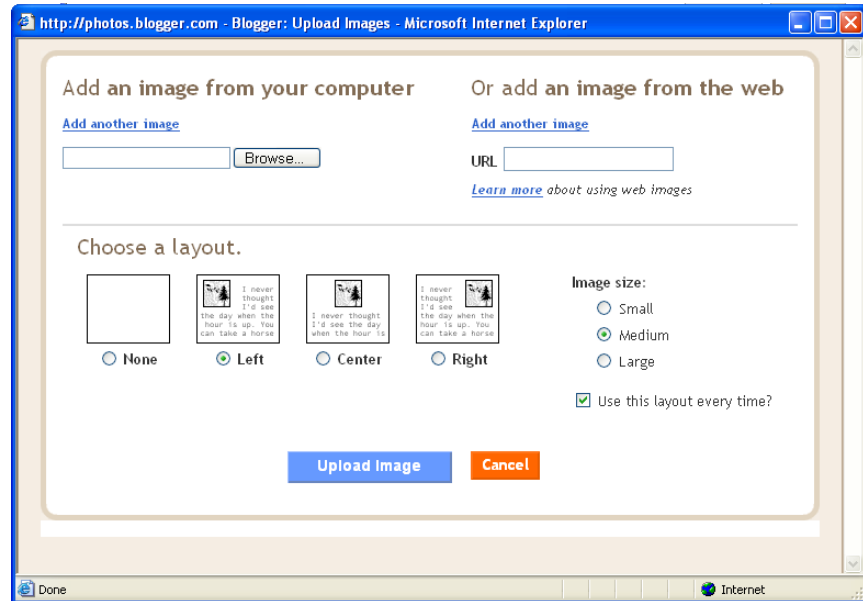 http://photos.blogger.com - Blogger: Upload Images - Microsoft Internet Explorer
Add an image from your computer
Add another image
Browse...
Or add an image from the web
Add another image
URL
Learn more about using web images
Choose a layout.
I never
thought
I'd see
the day when the
hour is up. You
can take a horse
I never thought
I'd see the day
when the hour is
I never
thought
I'd see
the day when the
hour is up. You
can take a horse
None
Left
Center
Right
Image size:
Small
Medium
Large
Use this layout every time?
Upload Image
Cancel
Done
Internet